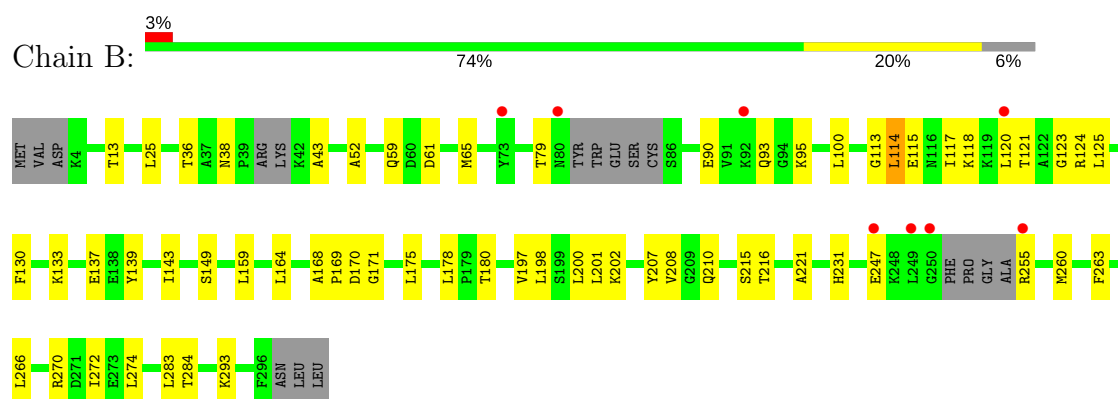 3%
Chain B:
74% 20% 6%
MET VAL ASP K4 T13 L25 T36 A37 N38 P39 ARG LYS K42 A43 A52 Q59 D60 D61 M65 Y73 T79 N80 TYR TRP GLU SER CYS S86 E90 V91 K92 Q93 G94 K95 L100 G113 L114 E115 N116 I117 K118 K119 L120 T121 A122 G123 R124 L125
F130 K133 E137 E138 Y139 I143 S149 L159 L164 A168 P169 D170 G171 L175 L178 P179 T180 V197 L198 S199 L200 L201 K202 Y207 V208 G209 Q210 S215 T216 A221 H231 E247 K248 L249 G250 PHE PRO GLY ALA R255 M260 F263
L266 R270 D271 I272 E273 L274 L283 T284 K293 F296 ASN LEU LEU